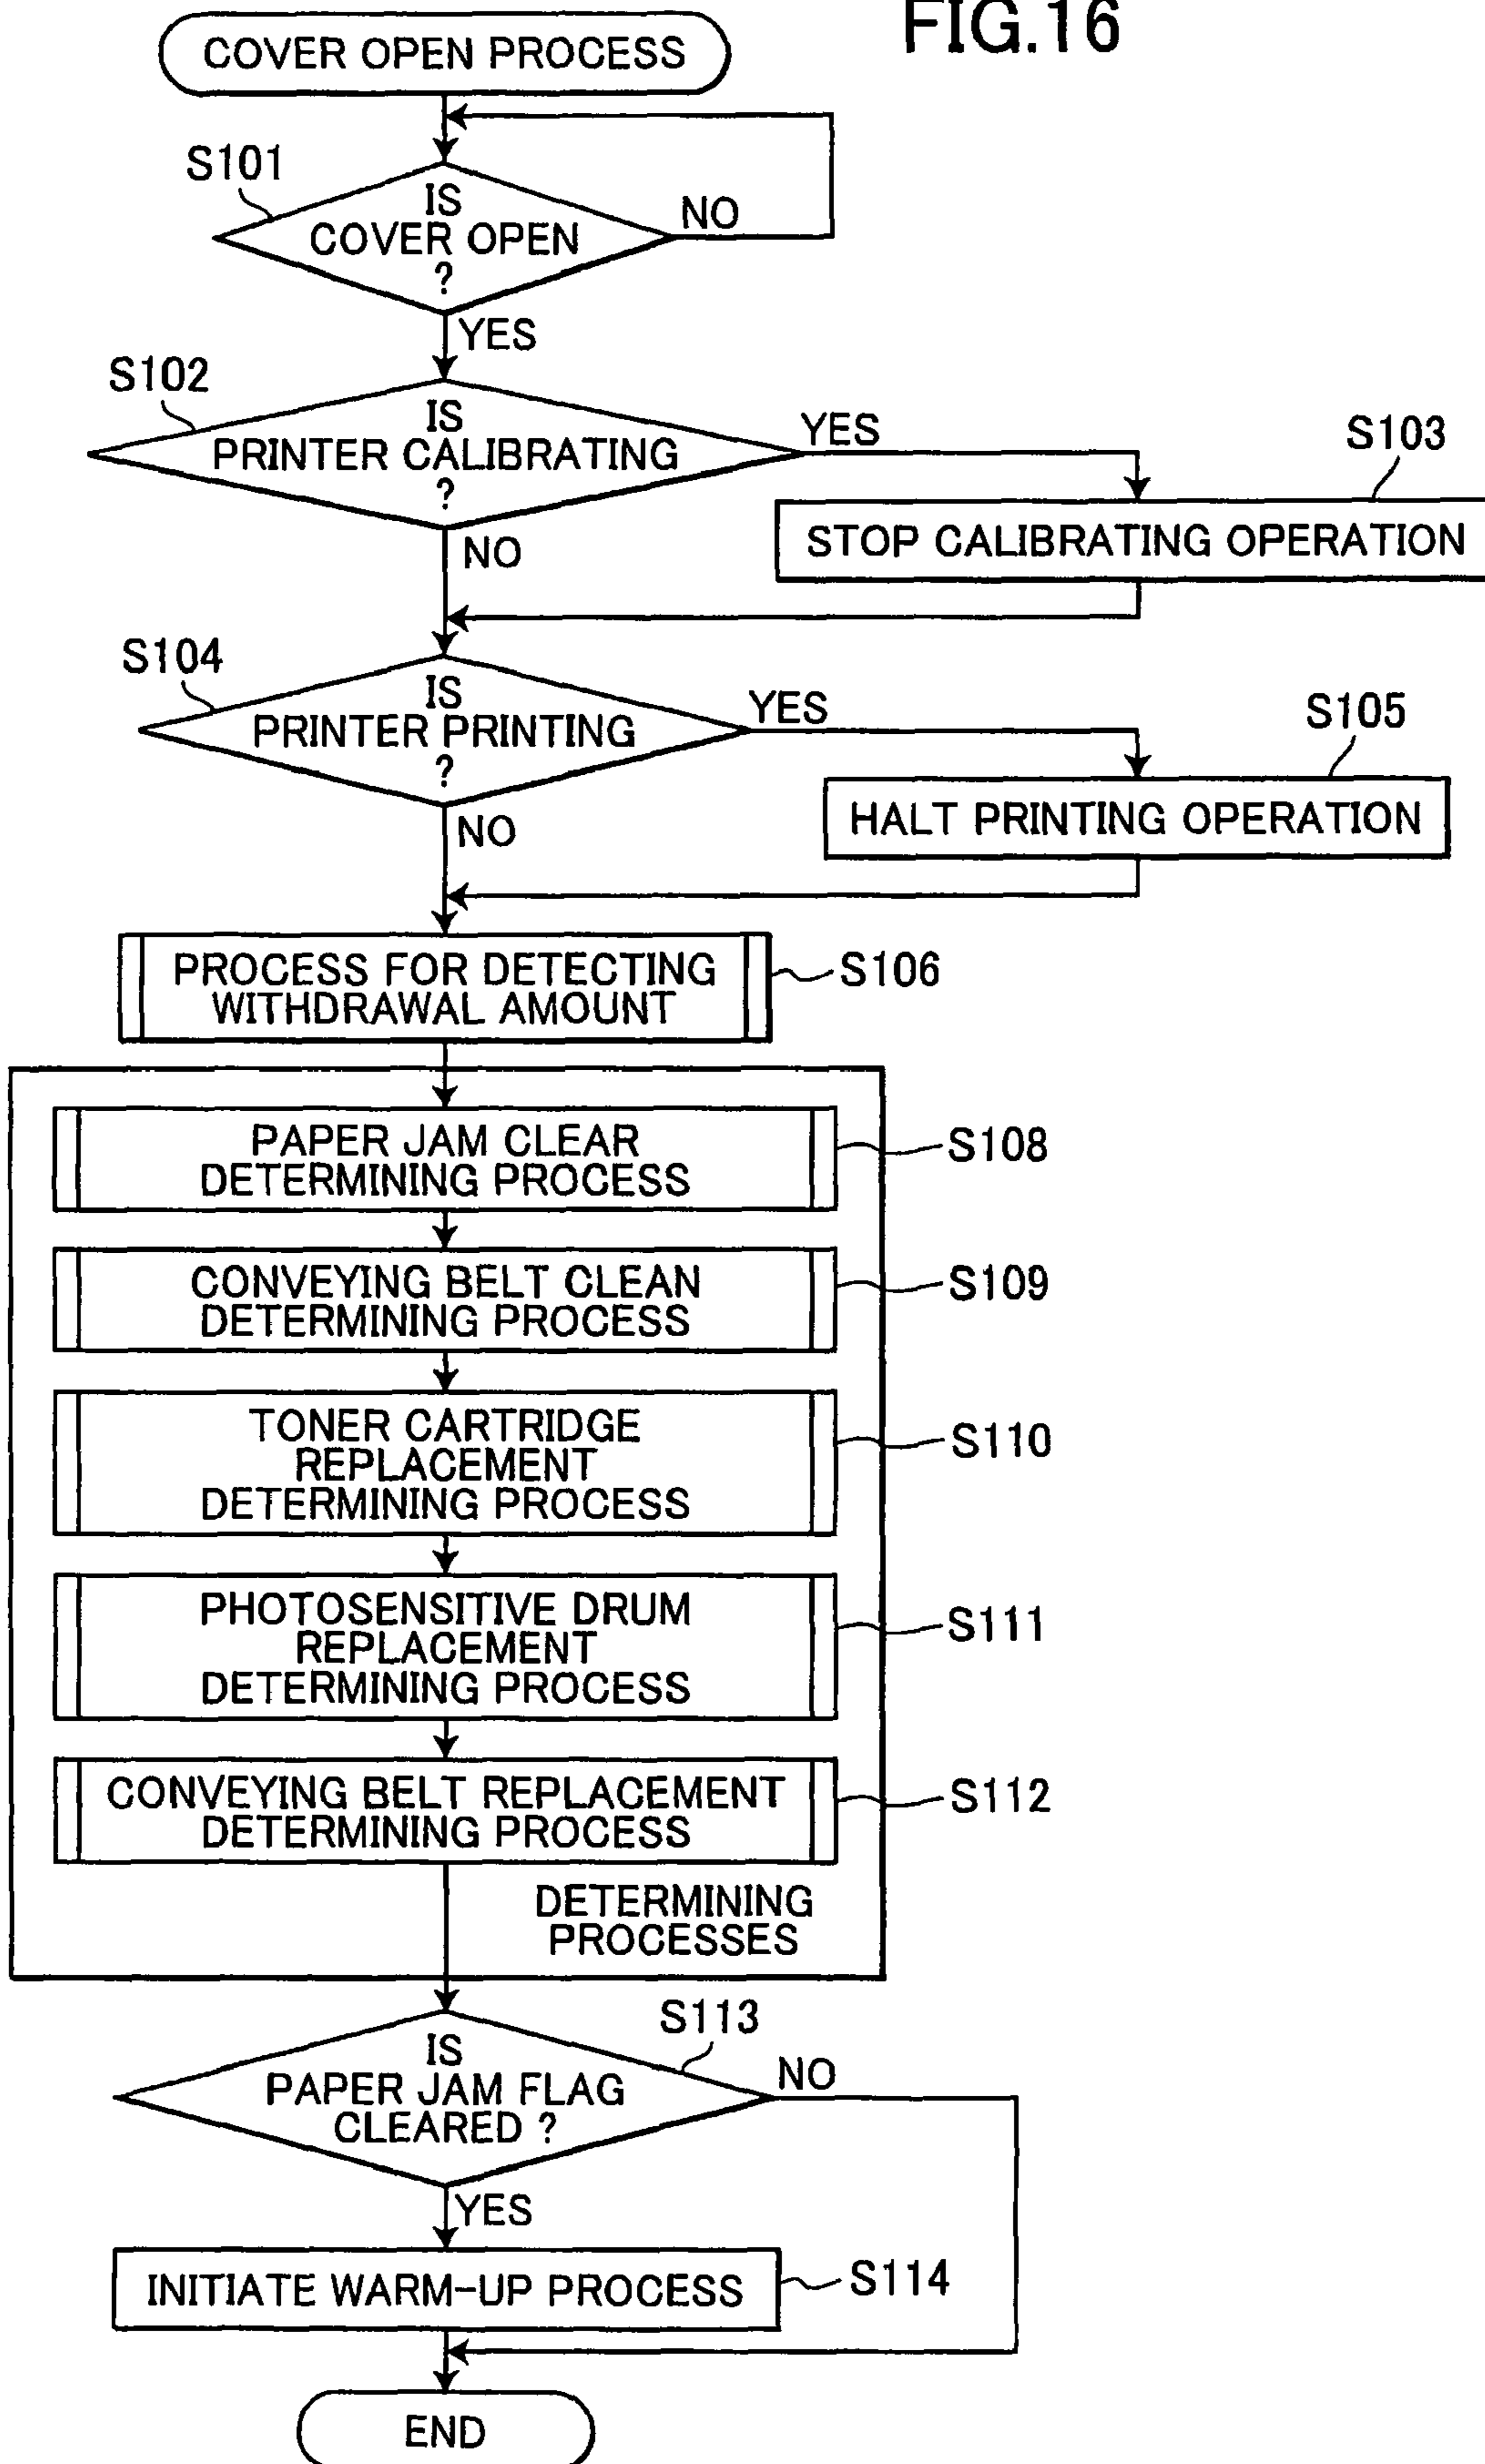 FIG.16
COVER OPEN PROCESS
S101
IS
COVER OPEN
?
NO
YES
S102
IS
PRINTER CALIBRATING
?
YES
S103
STOP CALIBRATING OPERATION
NO
S104
IS
PRINTER PRINTING
?
YES
S105
HALT PRINTING OPERATION
NO
PROCESS FOR DETECTING
WITHDRAWAL AMOUNT
S106
PAPER JAM CLEAR
DETERMINING PROCESS
S108
CONVEYING BELT CLEAN
DETERMINING PROCESS
S109
TONER CARTRIDGE
REPLACEMENT
DETERMINING PROCESS
S110
PHOTOSENSITIVE DRUM
REPLACEMENT
DETERMINING PROCESS
S111
CONVEYING BELT REPLACEMENT
DETERMINING PROCESS
S112
DETERMINING
PROCESSES
S113
IS
PAPER JAM FLAG
CLEARED ?
NO
YES
INITIATE WARM-UP PROCESS
S114
END